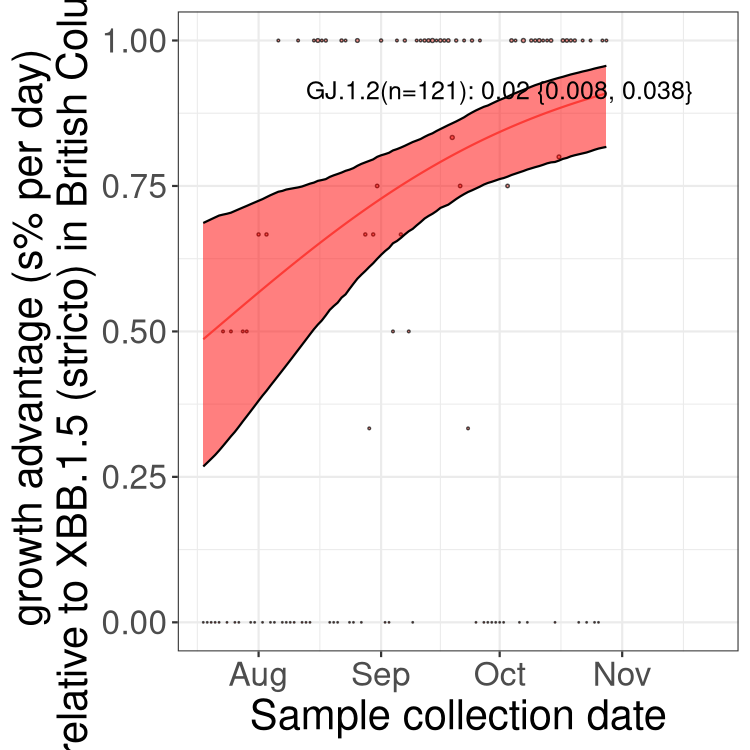 growth advantage (s% per day)
relative to XBB.1.5 (stricto) in British Colu
1.00
0.75
0.50
0.25
0.00
GJ.1.2(n=121): 0.02 {0.008, 0.038}
Aug Sep Oct Nov
Sample collection date